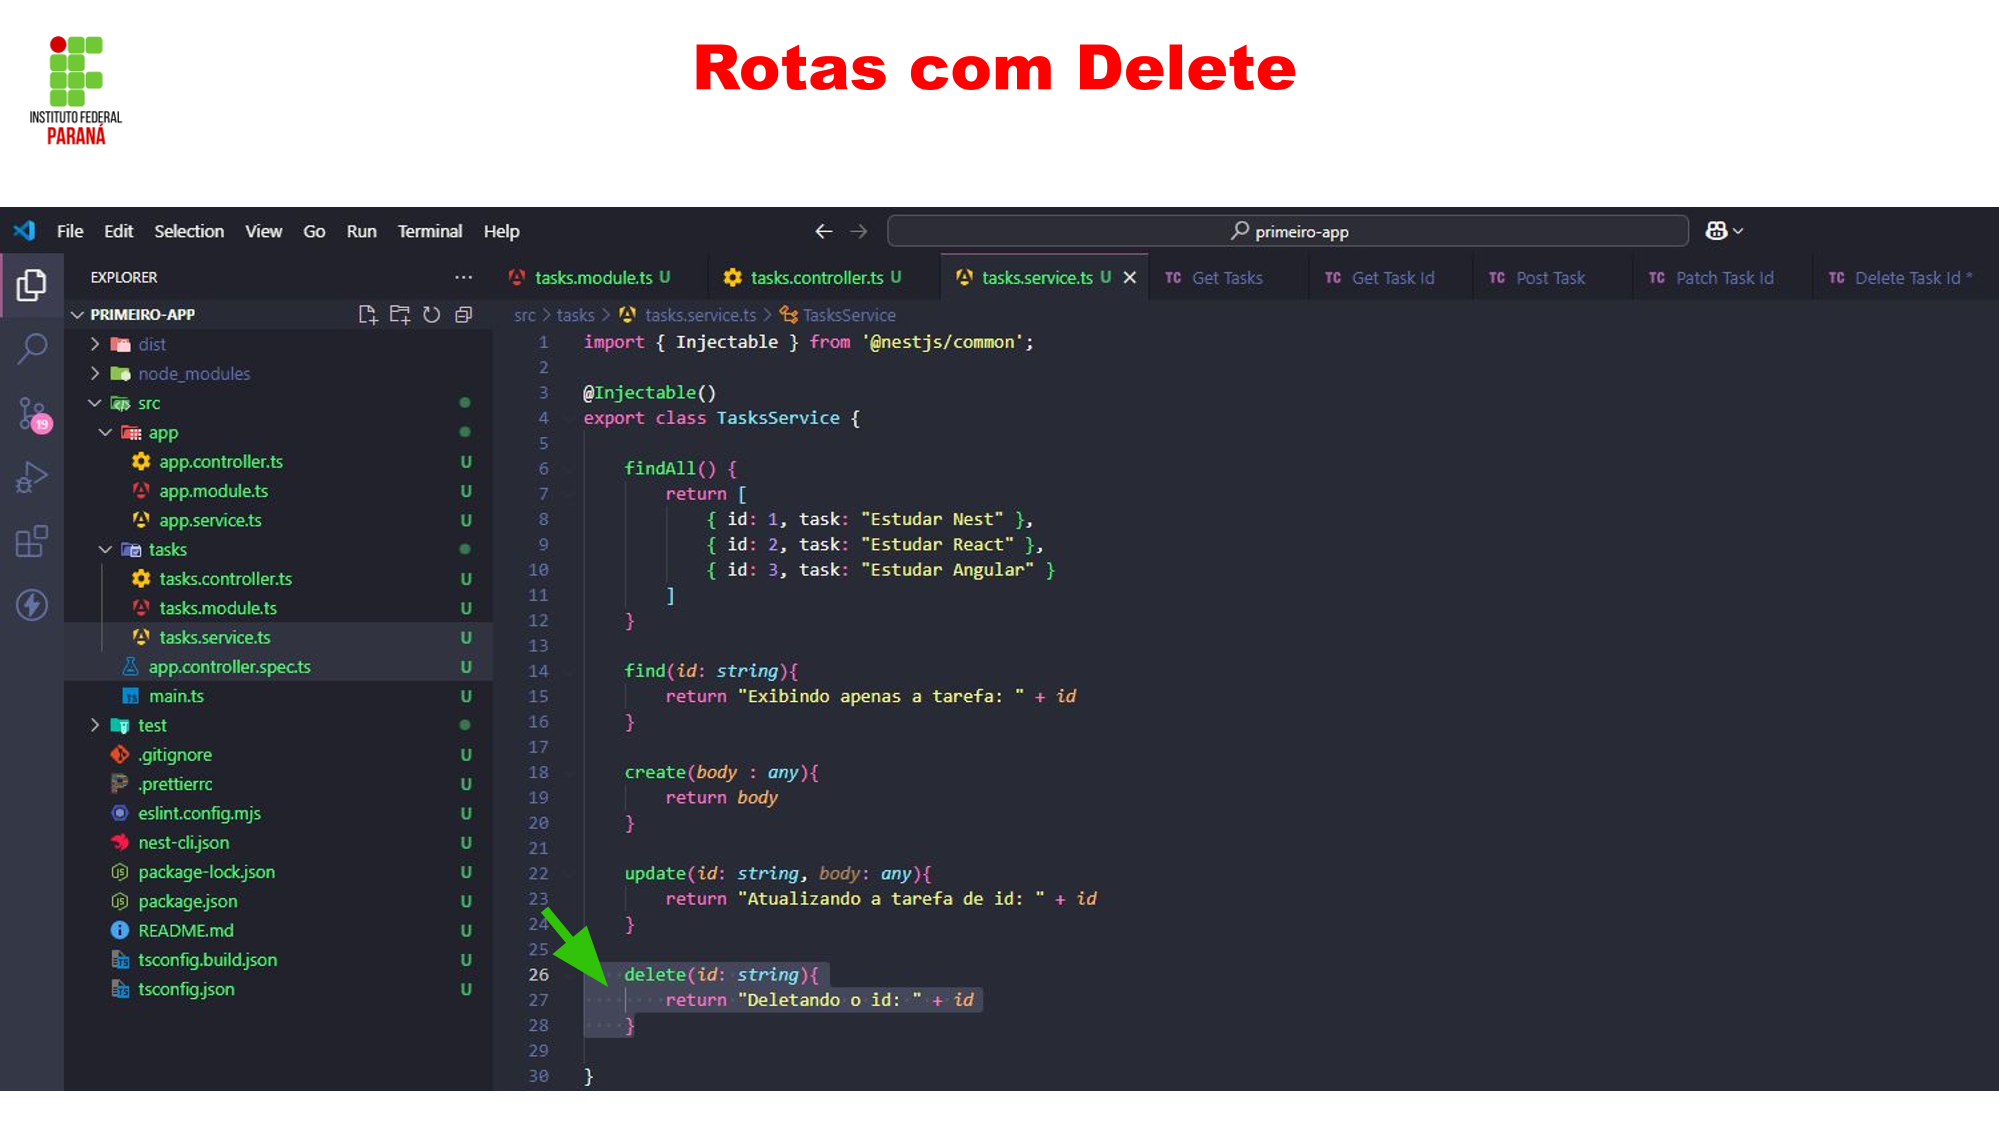 INSTITUTO FEDERAL
PARANÁ
Rotas com Delete
File Edit Selection View Go Run Terminal Help
primeiro-app
EXPLORER
PRIMEIRO-APP
dist
node_modules
src
app
app.controller.ts U
app.module.ts U
app.service.ts U
tasks
tasks.controller.ts U
tasks.module.ts U
tasks.service.ts U
app.controller.spec.ts U
main.ts U
test
.gitignore U
.prettierrc U
eslint.config.mjs U
nest-cli.json U
package-lock.json U
package.json U
README.md U
tsconfig.build.json U
tsconfig.json U
19
tasks.module.ts U tasks.controller.ts U tasks.service.ts U TC Get Tasks TC Get Task Id TC Post Task TC Patch Task Id TC Delete Task Id *
src > tasks > tasks.service.ts > TasksService
1 import { Injectable } from '@nestjs/common';
2
3 @Injectable()
4 export class TasksService {
5
6 findAll() {
7 return [
8 { id: 1, task: "Estudar Nest" },
9 { id: 2, task: "Estudar React" },
10 { id: 3, task: "Estudar Angular" }
11 ]
12 }
13
14 find(id: string){
15 return "Exibindo apenas a tarefa: " + id
16 }
17
18 create(body : any){
19 return body
20 }
21
22 update(id: string, body: any){
23 return "Atualizando a tarefa de id: " + id
24 }
25
26 delete(id: string){
27 return "Deletando o id: " + id
28 }
29
30 }